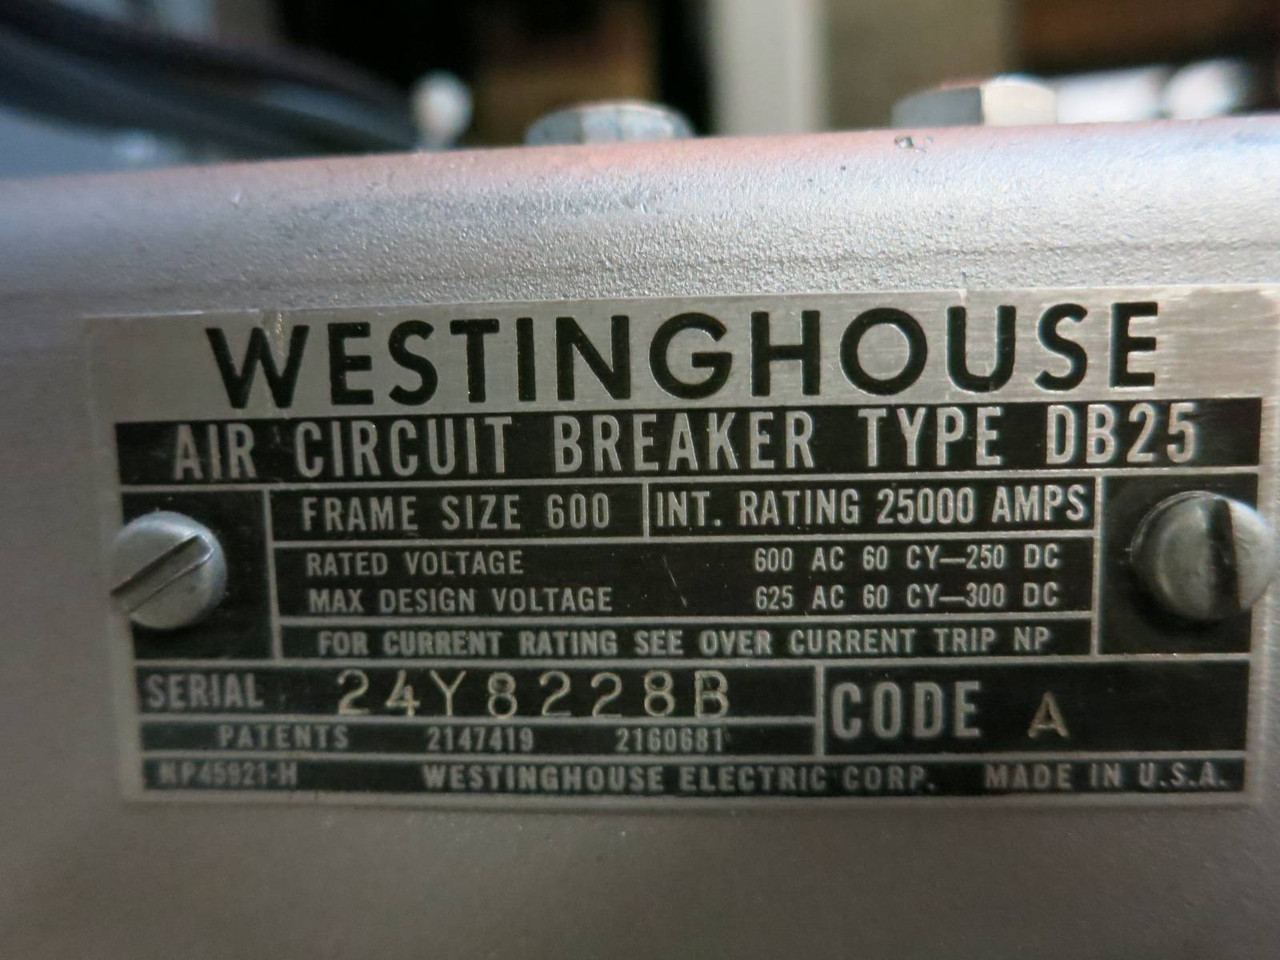 WESTINGHOUSE
AIR CIRCUIT BREAKER TYPE DB25
FRAME SIZE 600 INT. RATING 25000 AMPS
RATED VOLTAGE 600 AC 60 CY—250 DC
MAX DESIGN VOLTAGE 625 AC 60 CY—300 DC
FOR CURRENT RATING SEE OVER CURRENT TRIP NP
SERIAL 24Y8228B CODE A
PATENTS 2147419 2160681
NP45921-H WESTINGHOUSE ELECTRIC CORP. MADE IN U.S.A.